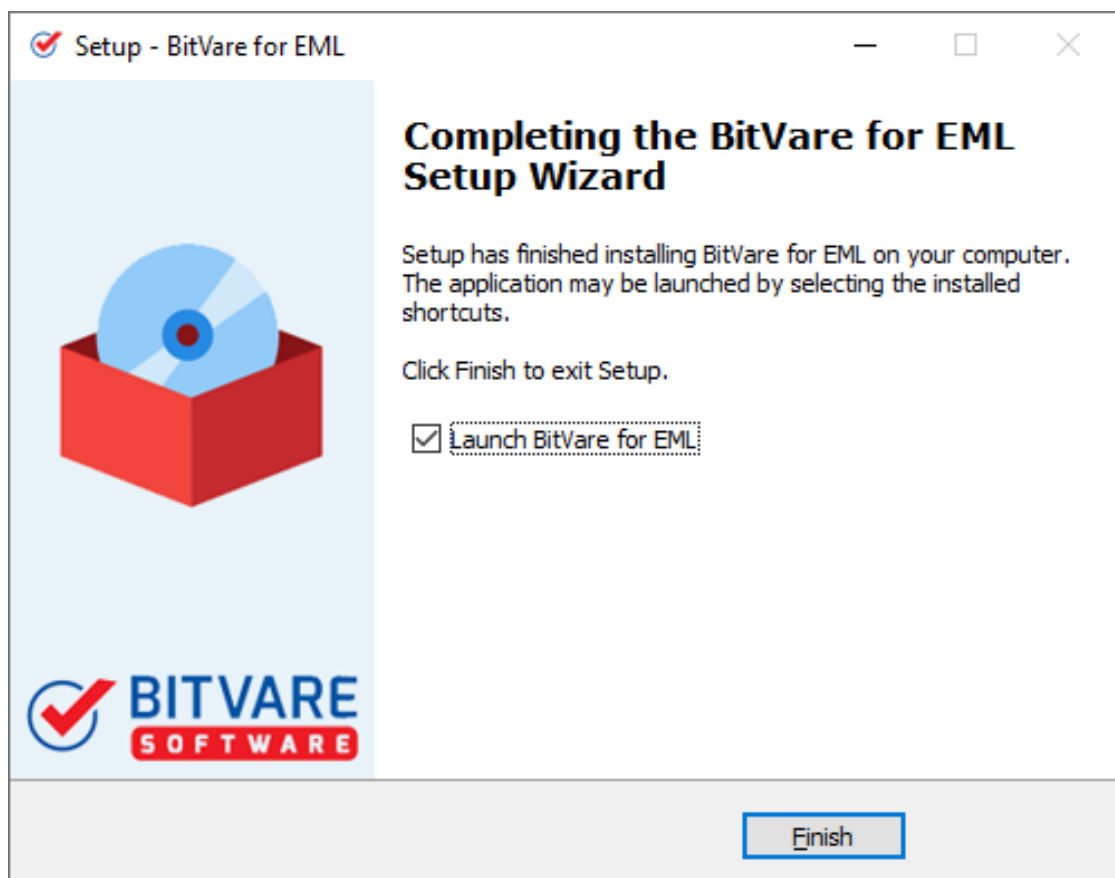 Setup - BitVare for EML
Completing the BitVare for EML
Setup Wizard
Setup has finished installing BitVare for EML on your computer.
The application may be launched by selecting the installed
shortcuts.
Click Finish to exit Setup.
Launch BitVare for EML
BITVARE
SOFTWARE
Finish